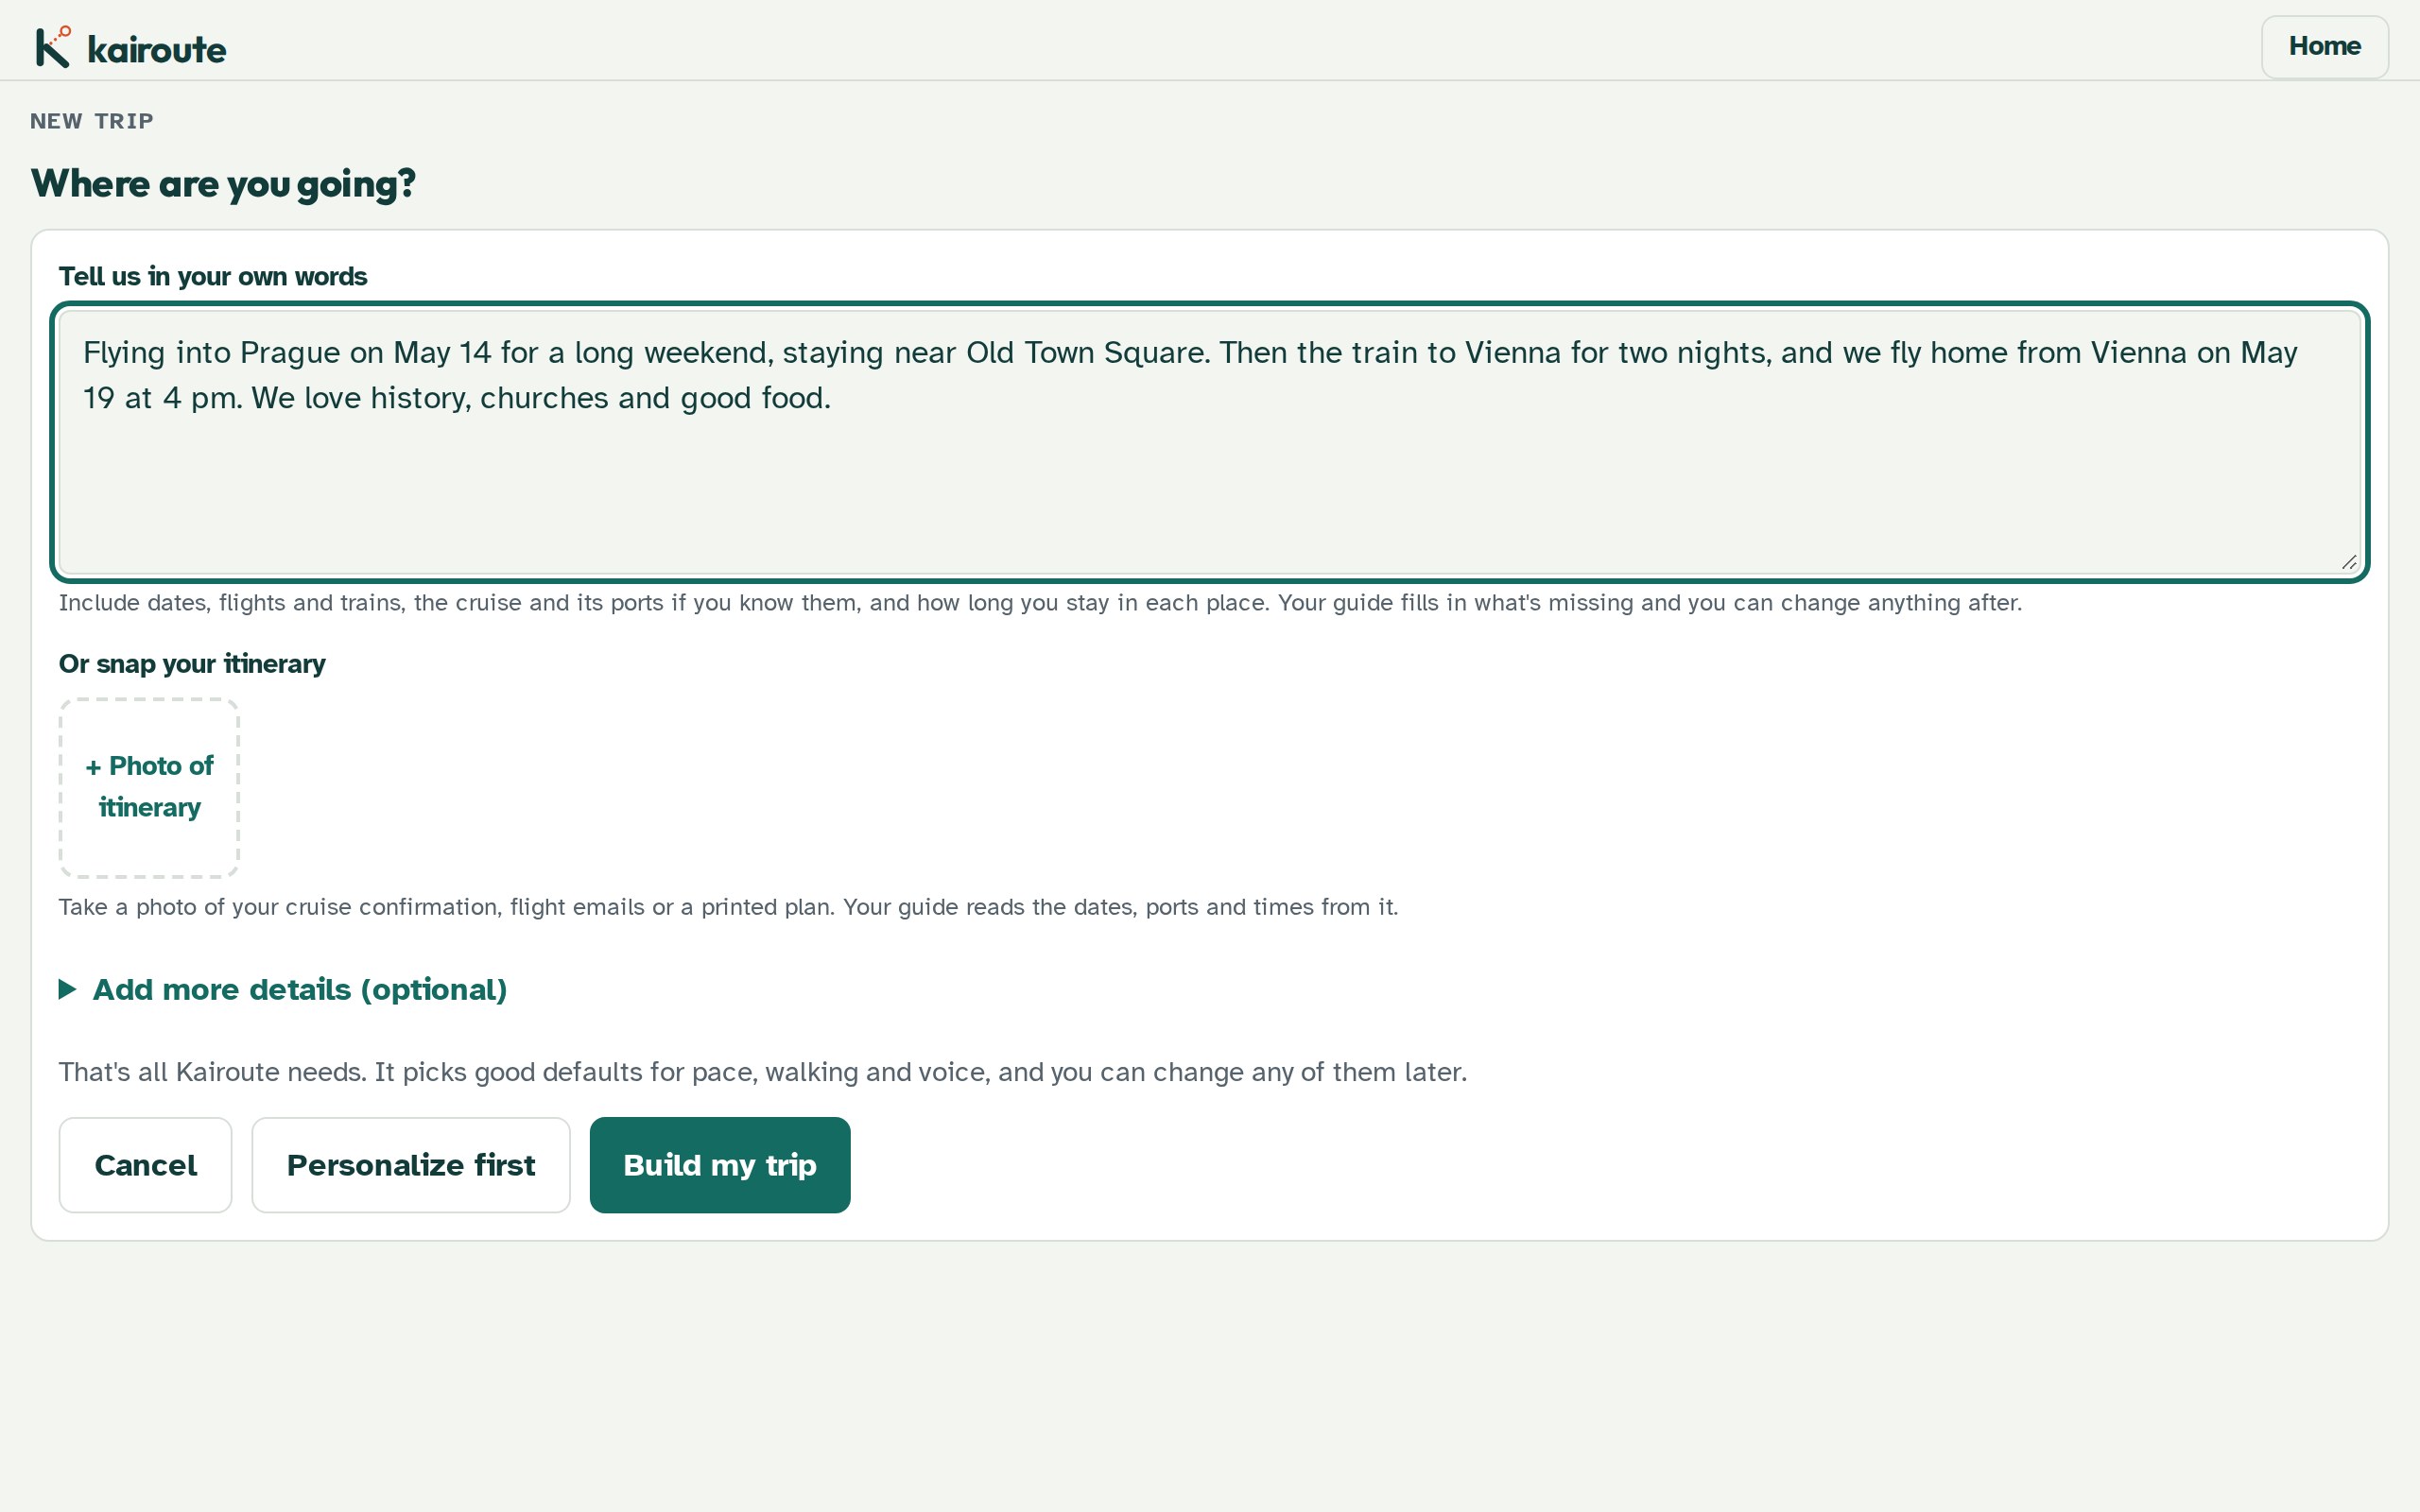 kairoute
Home
NEW TRIP
Where are you going?
Tell us in your own words
Flying into Prague on May 14 for a long weekend, staying near Old Town Square. Then the train to Vienna for two nights, and we fly home from Vienna on May
19 at 4 pm. We love history, churches and good food.
Include dates, flights and trains, the cruise and its ports if you know them, and how long you stay in each place. Your guide fills in what's missing and you can change anything after.
Or snap your itinerary
+ Photo of
itinerary
Take a photo of your cruise confirmation, flight emails or a printed plan. Your guide reads the dates, ports and times from it.
Add more details (optional)
That's all Kairoute needs. It picks good defaults for pace, walking and voice, and you can change any of them later.
Cancel
Personalize first
Build my trip